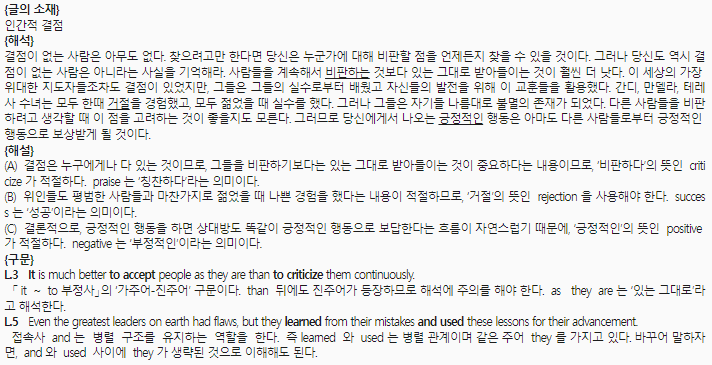 {글의 소재}
인간적 결점
{해석}
결점이 없는 사람은 아무도 없다. 찾으려고만 한다면 당신은 누군가에 대해 비판할 점을 언제든지 찾을 수 있을 것이다. 그러나 당신도 역시 결
점이 없는 사람은 아니라는 사실을 기억해라. 사람들을 계속해서 비판하는 것보다 있는 그대로 받아들이는 것이 훨씬 더 낫다. 이 세상의 가장
위대한 지도자들조차도 결점이 있었지만, 그들은 그들의 실수로부터 배웠고 자신들의 발전을 위해 이 교훈들을 활용했다. 간디, 만델라, 테레
사 수녀는 모두 한때 거절을 경험했고, 모두 젊었을 때 실수를 했다. 그러나 그들은 자기들 나름대로 불멸의 존재가 되었다. 다른 사람들을 비판
하려고 생각할 때 이 점을 고려하는 것이 좋을지도 모른다. 그러므로 당신에게서 나오는 긍정적인 행동은 아마도 다른 사람들로부터 긍정적인
행동으로 보상받게 될 것이다.
{해설}
(A) 결점은 누구에게나 다 있는 것이므로, 그들을 비판하기보다는 있는 그대로 받아들이는 것이 중요하다는 내용이므로, '비판하다'의 뜻인 criti
cize 가 적절하다. praise 는 '칭찬하다'라는 의미이다.
(B) 위인들도 평범한 사람들과 마찬가지로 젊었을 때 나쁜 경험을 했다는 내용이 적절하므로, '거절'의 뜻인 rejection 을 사용해야 한다. succes
s 는 '성공'이라는 의미이다.
(C) 결론적으로, 긍정적인 행동을 하면 상대방도 똑같이 긍정적인 행동으로 보답한다는 흐름이 자연스럽기 때문에, '긍정적인'의 뜻인 positive
가 적절하다. negative 는 '부정적인'이라는 의미이다.
{구문}
L.3 It is much better to accept people as they are than to criticize them continuously.
「it ~ to 부정사」의 '가주어-진주어' 구문이다. than 뒤에도 진주어가 등장하므로 해석에 주의를 해야 한다. as they are 는 '있는 그대로'라
고 해석한다.
L.5 Even the greatest leaders on earth had flaws, but they learned from their mistakes and used these lessons for their advancement.
접속사 and 는 병렬 구조를 유지하는 역할을 한다. 즉 learned 와 used 는 병렬 관계이며 같은 주어 they 를 가지고 있다. 바꾸어 말하자
면, and 와 used 사이에 they 가 생략된 것으로 이해해도 된다.